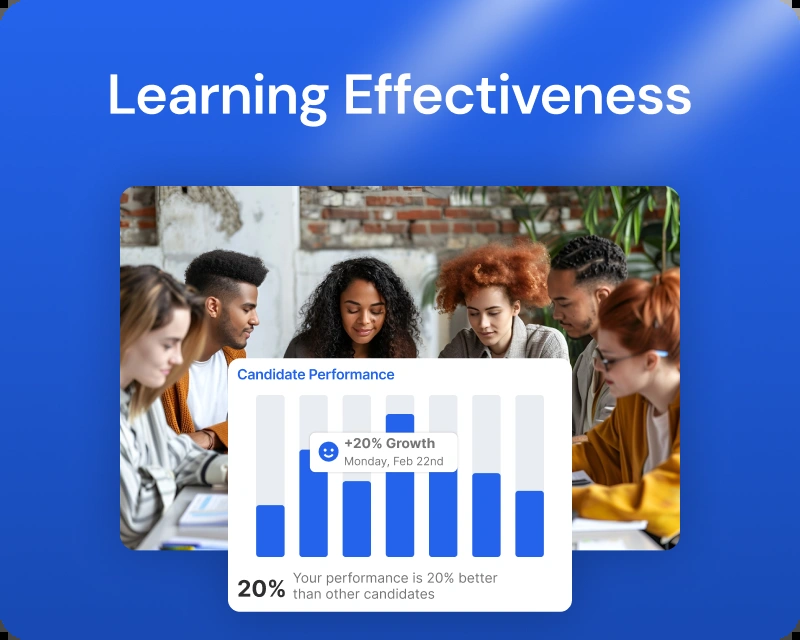 Learning Effectiveness
Candidate Performance
+20% Growth
Monday, Feb 22nd
20%
Your performance is 20% better
than other candidates